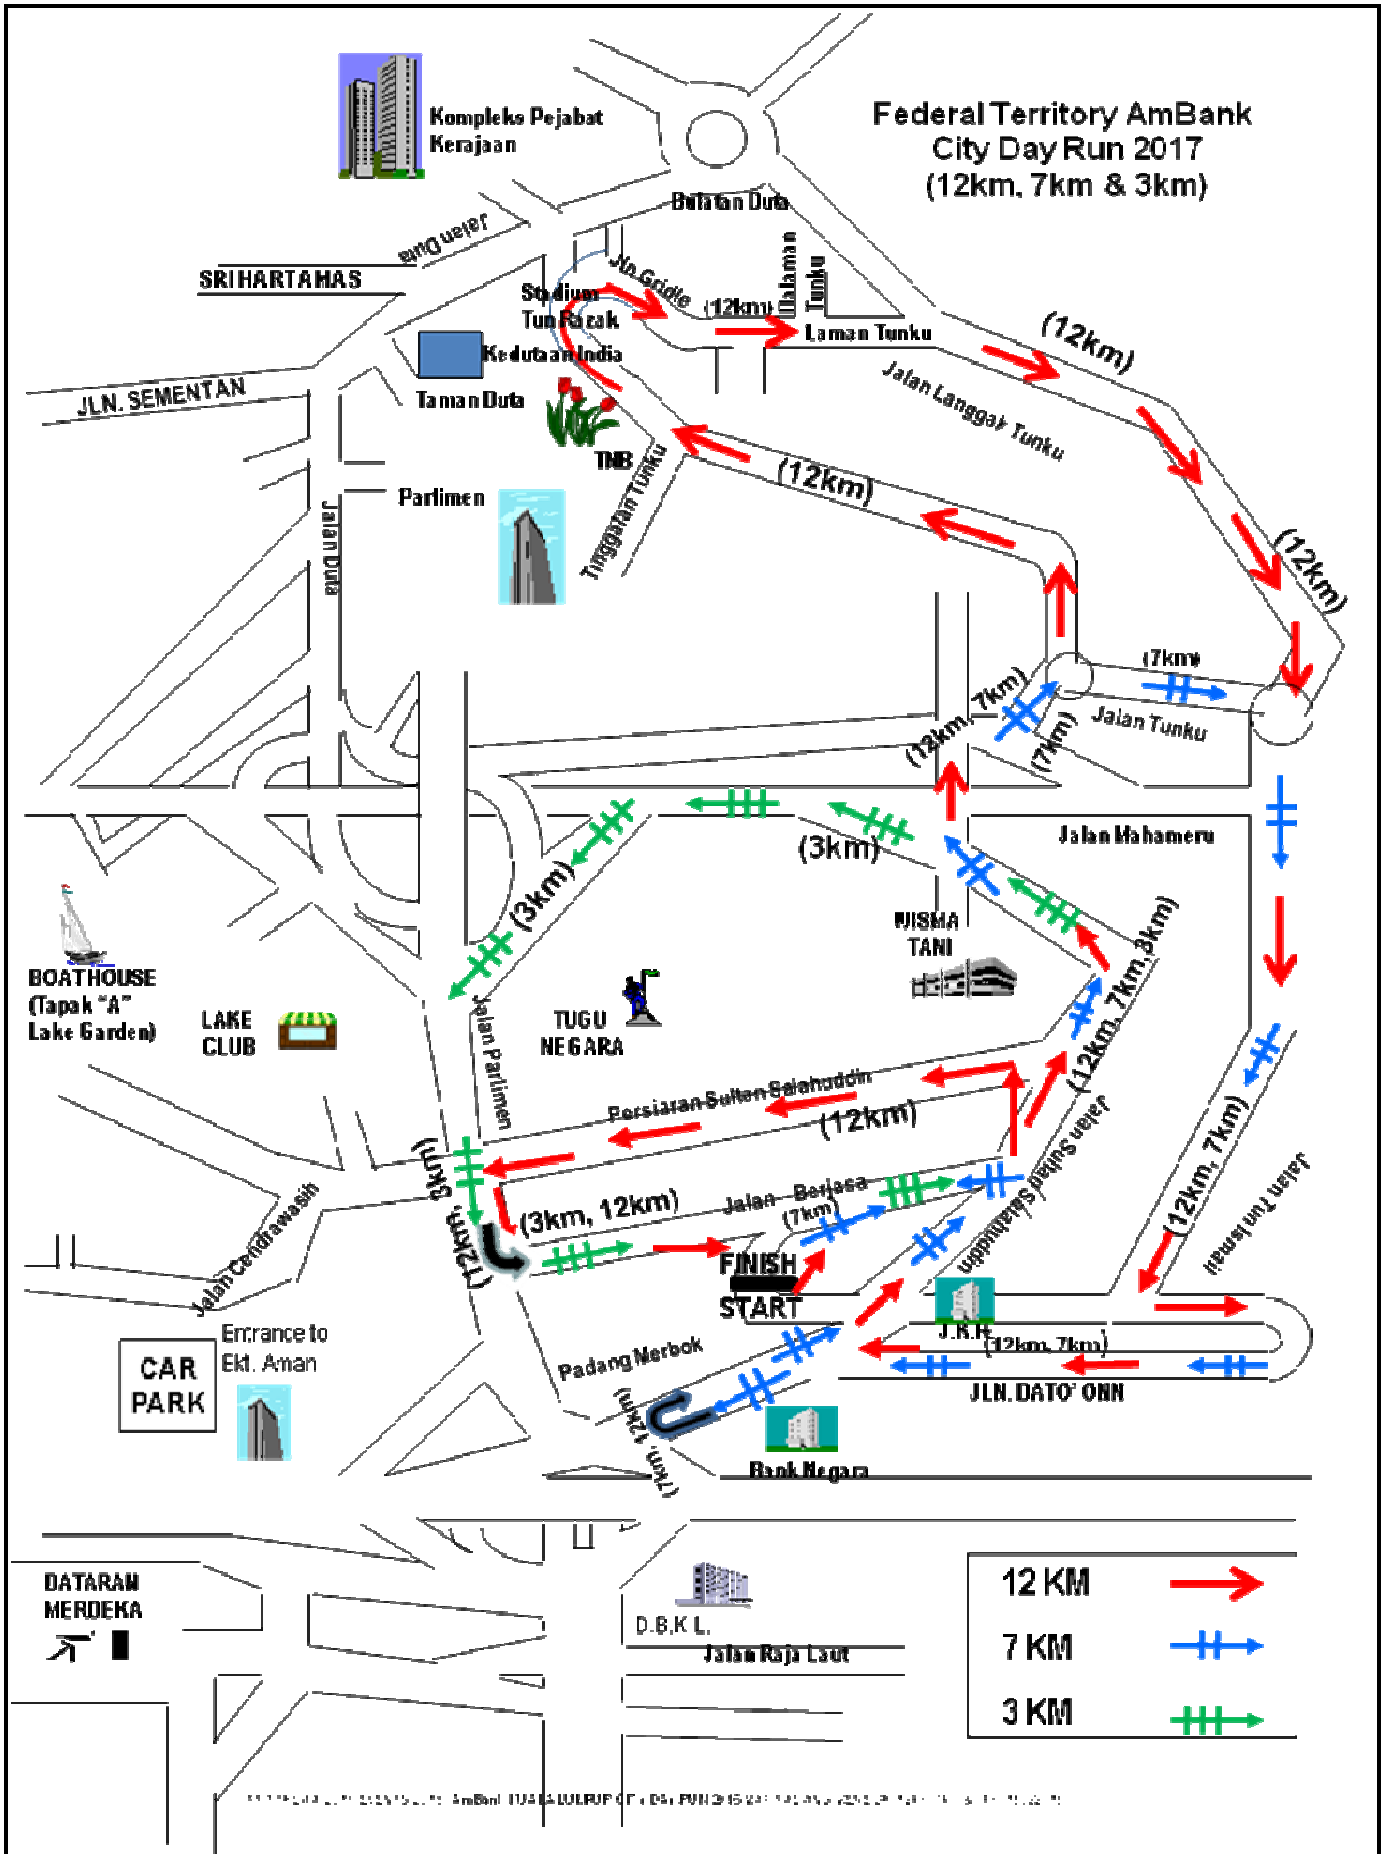 Federal Territory AmBank
City Day Run 2017
(12km, 7km & 3km)
Kompleks Pejabat
Kerajaan
Bulatan Duta
Jalan Duta
SRI HARTAMAS
Jln Gridle
Dalaman
Tunku
Stadium
Tun Razak
(12km)
Laman Tunku
(12km)
Kedutaan India
Taman Duta
JLN. SEMENTAN
Jalan Langgak Tunku
TNB
(12km)
Parlimen
Jalan Duta
Tinggatan Tunku
(12km)
(7km)
(12km, 7km)
(7km)
Jalan Tunku
Jalan Mahameru
(3km)
(3km)
WISMA
TANI
BOATHOUSE
(Tapak "A"
Lake Garden)
LAKE
CLUB
TUGU
NEGARA
Jalan Parlimen
(12km, 7km, 3km)
Persiaran Sultan Salahuddin
(12km)
Jalan Sultan Salahuddin
(12km, 7km)
Jalan Tun Ismail
(12km, 3km)
Jalan Cendrawasih
(3km, 12km)
Jalan Berjasa
(7km)
FINISH
START
J.K.R.
(12km, 7km)
JLN. DATO' ONN
Entrance to
Ekt. Aman
CAR
PARK
Padang Merbok
(7km, 12km)
Bank Negara
DATARAN
MERDEKA
D.B.K.L.
Jalan Raja Laut
12 KM
7 KM
3 KM